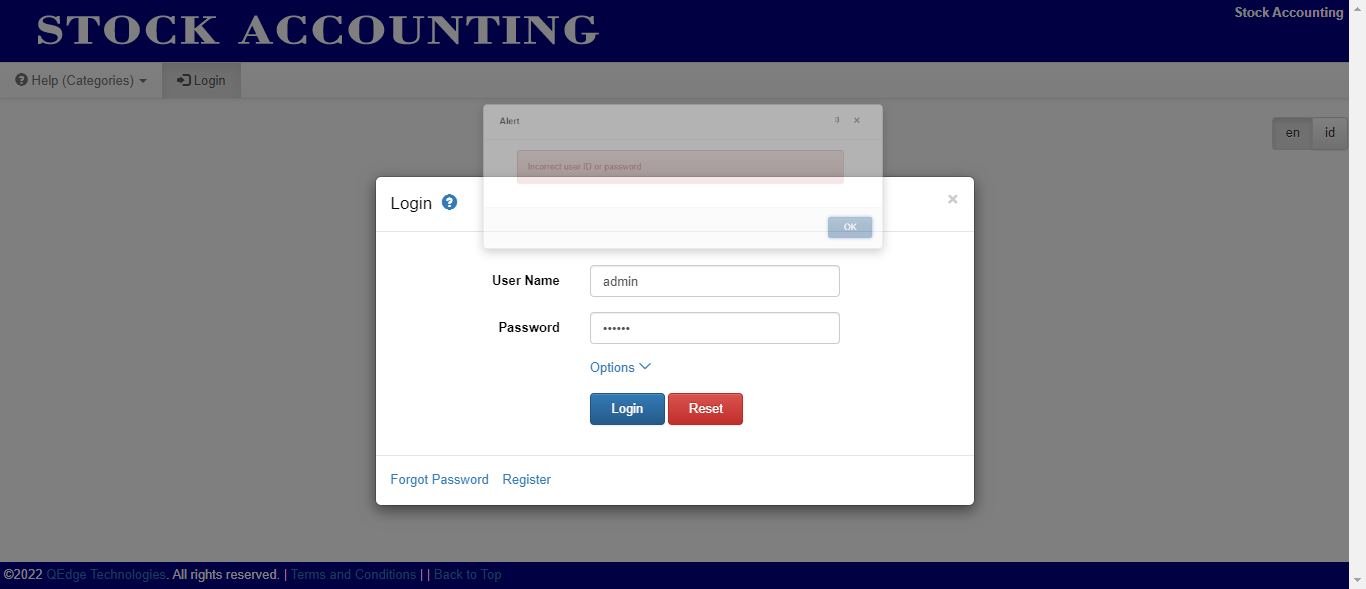 STOCK ACCOUNTING
Stock Accounting
Help (Categories)
Login
en
id
Alert
Incorrect user ID or password
OK
Login
User Name
admin
Password
••••••
Options
Login
Reset
Forgot Password
Register
©2022 QEdge Technologies. All rights reserved. | Terms and Conditions | | Back to Top